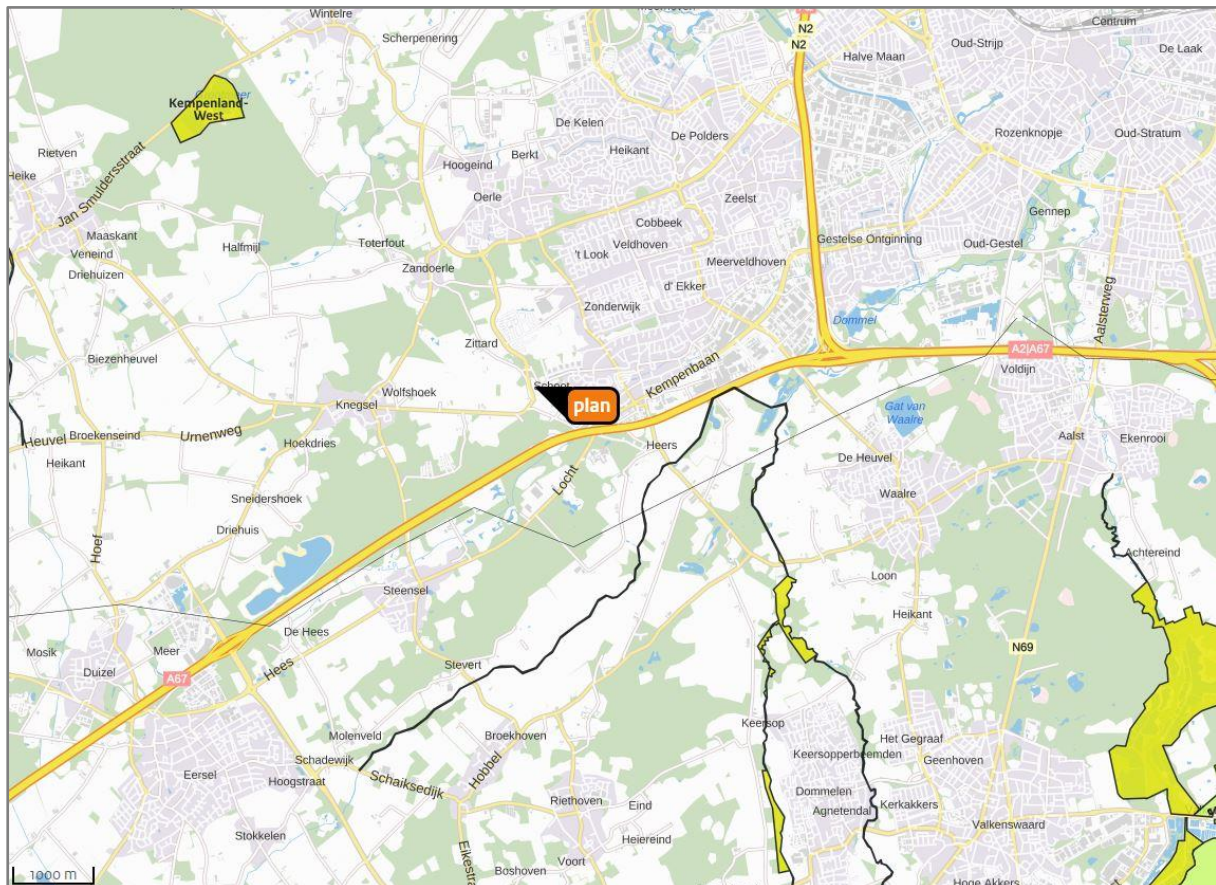 Wintelre
Scherpenering
N2
N2
Halve Maan
Oud-Strijp
Centrum
De Laak
Kempenland-
West
De Kelen
De Polders
Rozenknopje
Oud-Stratum
Rietven
Heike
Jan Smuldersstraat
Hoogeind
Berkt
Heikant
Oerle
Zeelst
Cobbeek
Gennep
Maaskant
Veneind
Driehuizen
Halfmijl
Toterfout
Zandoerle
't Look
Veldhoven
Meerveldhoven
Gestelse Ontginning
Oud-Gestel
d' Ekker
Zonderwijk
Aalsterweg
Dommel
Biezenheuvel
Zittard
Kempenbaan
A2|A67
Voldijn
Wolfshoek
Schoot
plan
Knegsel
Gat van
Waalre
Heuvel
Broekenseind
Urnenweg
Hoekdries
Heers
Aalst
Ekenrooi
Heikant
De Heuvel
Locht
Waalre
Sneidershoek
Driehuis
Hoef
Achtereind
Steensel
Loon
Heikant
De Hees
Mosik
Meer
Duizel
A67
Hees
Stevert
N69
Keersop
Molenveld
Broekhoven
Het Gegraaf
Keersopperbeemden
Geenhoven
Schadewijk
Eersel
Hoogstraat
Schaiksedijk
Hobbel
Riethoven
Eind
Dommelen
Agnetendal
Kerkakkers
Valkenswaard
Stokkelen
Heiereind
Voort
Boshoven
Hoge Akkers
1000 m